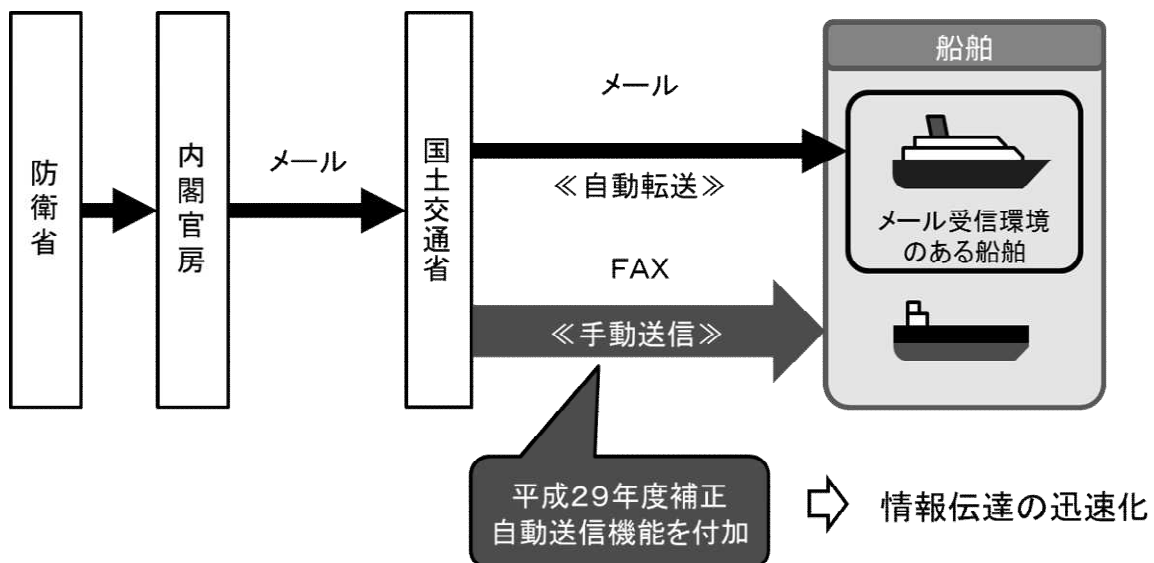 防衛省
内閣官房
メール
国土交通省
メール
≪自動転送≫
FAX
≪手動送信≫
船舶
メール受信環境
のある船舶
平成29年度補正
自動送信機能を付加
情報伝達の迅速化